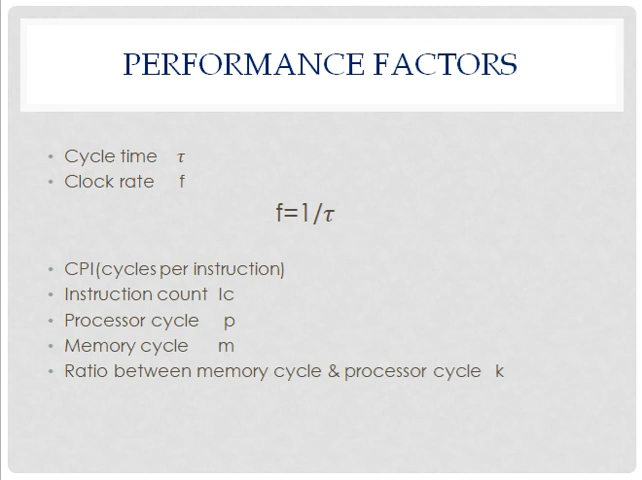 PERFORMANCE FACTORS
• Cycle time τ
• Clock rate f
f=1/τ
• CPI(cycles per instruction)
• Instruction count Ic
• Processor cycle p
• Memory cycle m
• Ratio between memory cycle & processor cycle k